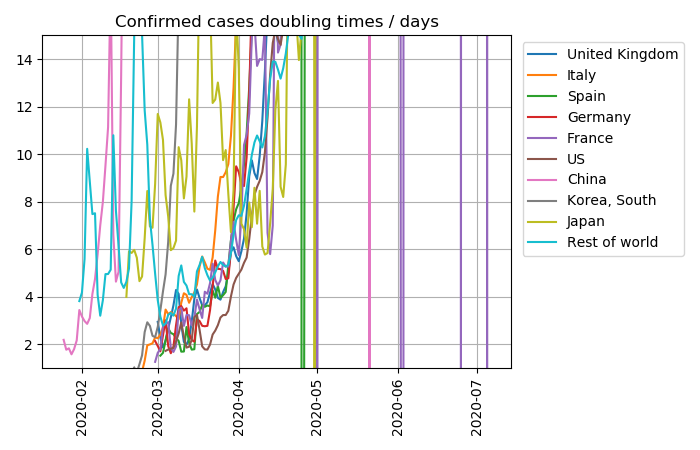 Confirmed cases doubling times / days
14
12
10
8
6
4
2
2020-02
2020-03
2020-04
2020-05
2020-06
2020-07
United Kingdom
Italy
Spain
Germany
France
US
China
Korea, South
Japan
Rest of world